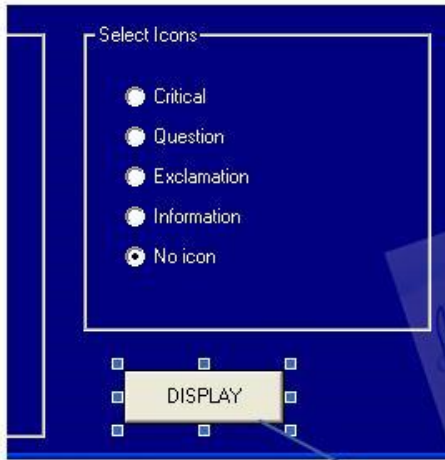 Select Icons
Critical
Question
Exclamation
Information
No icon
DISPLAY